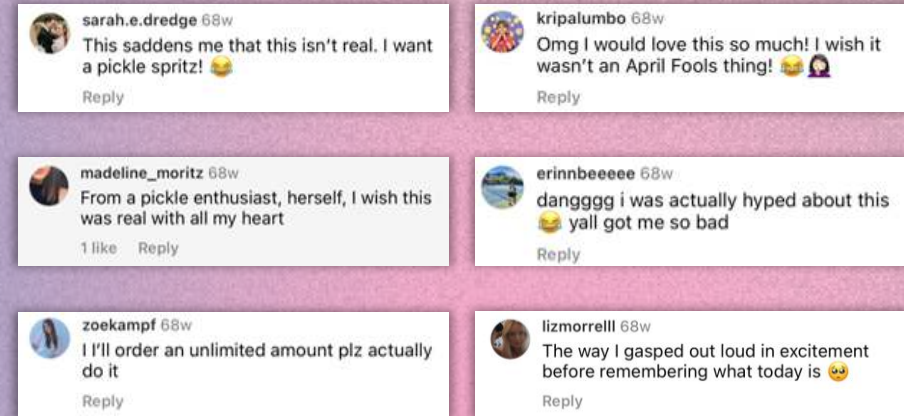 sarah.e.dredge 68w
This saddens me that this isn't real. I want
a pickle spritz! 😂
Reply
kripalumbo 68w
Omg I would love this so much! I wish it
wasn't an April Fools thing! 😂🤦🏻‍♀️
Reply
madeline_moritz 68w
From a pickle enthusiast, herself, I wish this
was real with all my heart
1 like Reply
erinnbeeeee 68w
dangggg i was actually hyped about this
😂 yall got me so bad
Reply
zoekampf 68w
I I'll order an unlimited amount plz actually
do it
Reply
lizmorrelll 68w
The way I gasped out loud in excitement
before remembering what today is 🥺
Reply